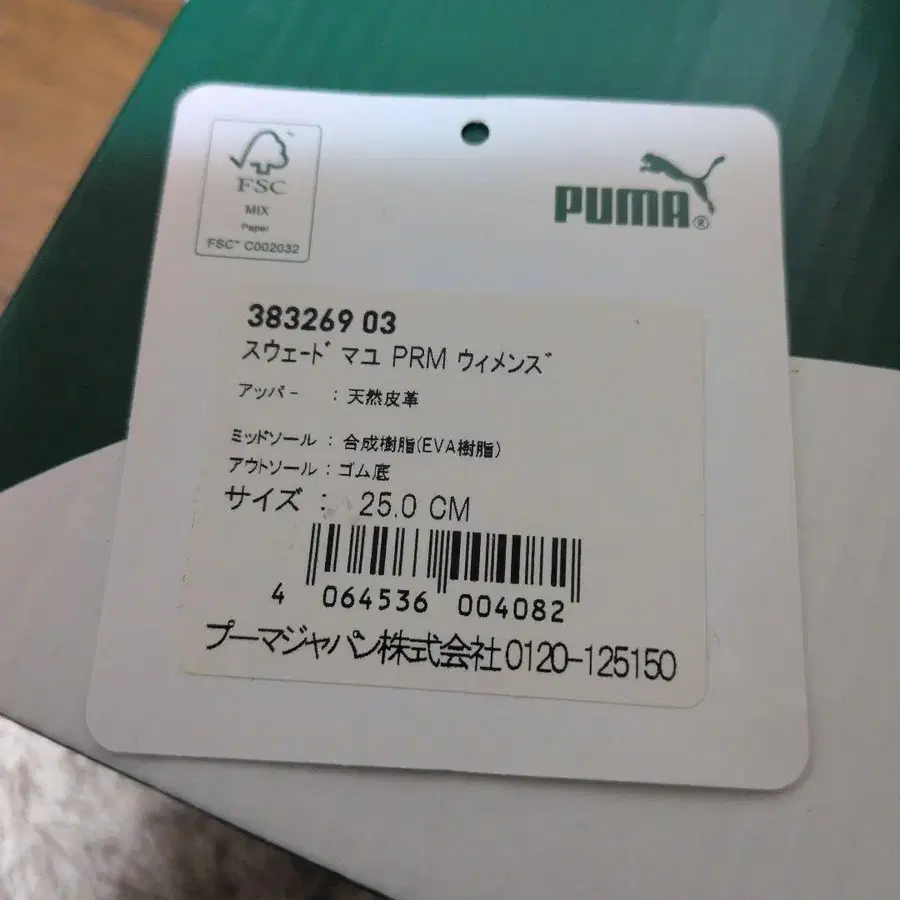 FSC
MIX
Paper
FSC™ C002032
PUMA®
383269 03
スウェード マユ PRM ウィメンズ
アッパー : 天然皮革
ミッドソール : 合成樹脂(EVA樹脂)
アウトソール : ゴム底
サイズ : 25.0 CM
4 064536 004082
プーマジャパン株式会社0120-125150